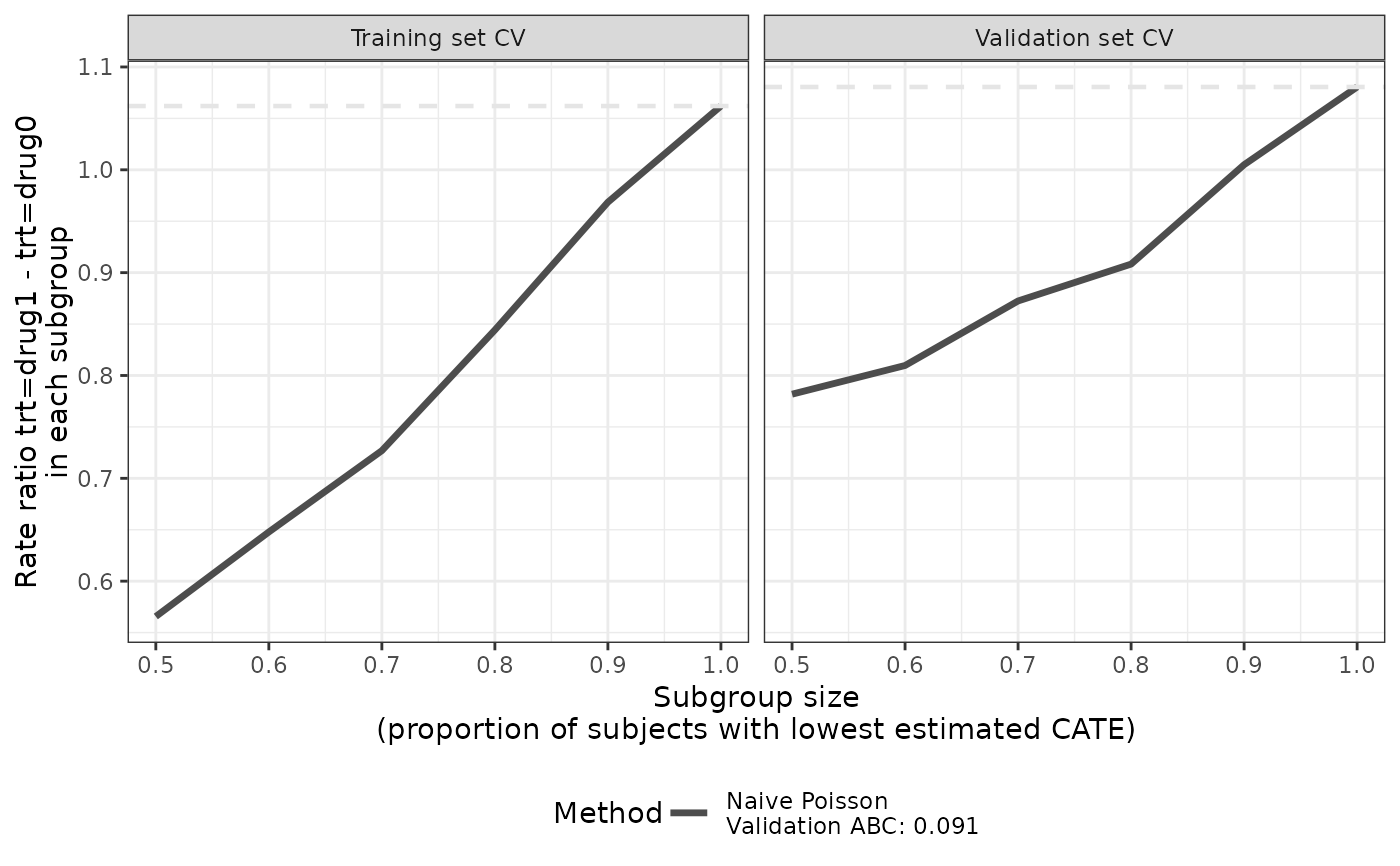 Training set CV
Validation set CV
Rate ratio trt=drug1 - trt=drug0
in each subgroup
1.1
1.0
0.9
0.8
0.7
0.6
0.5 0.6 0.7 0.8 0.9 1.0
0.5 0.6 0.7 0.8 0.9 1.0
Subgroup size
(proportion of subjects with lowest estimated CATE)
Method
Naive Poisson
Validation ABC: 0.091